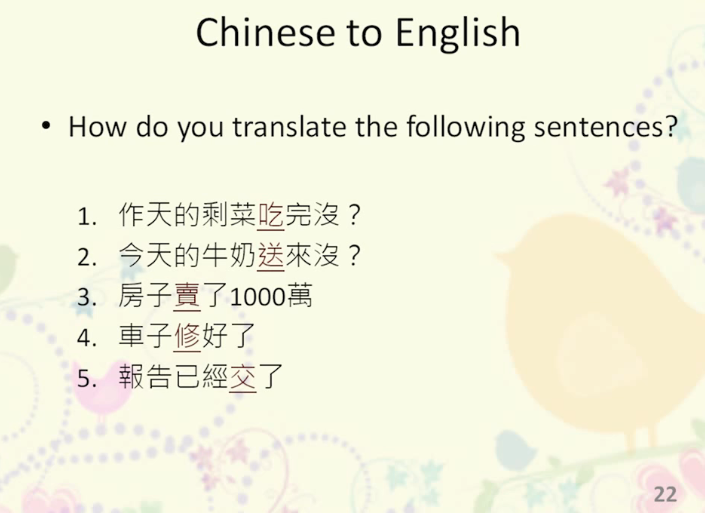 Chinese to English
• How do you translate the following sentences?
1. 作天的剩菜吃完沒？
2. 今天的牛奶送來沒？
3. 房子賣了1000萬
4. 車子修好了
5. 報告已經交了
22